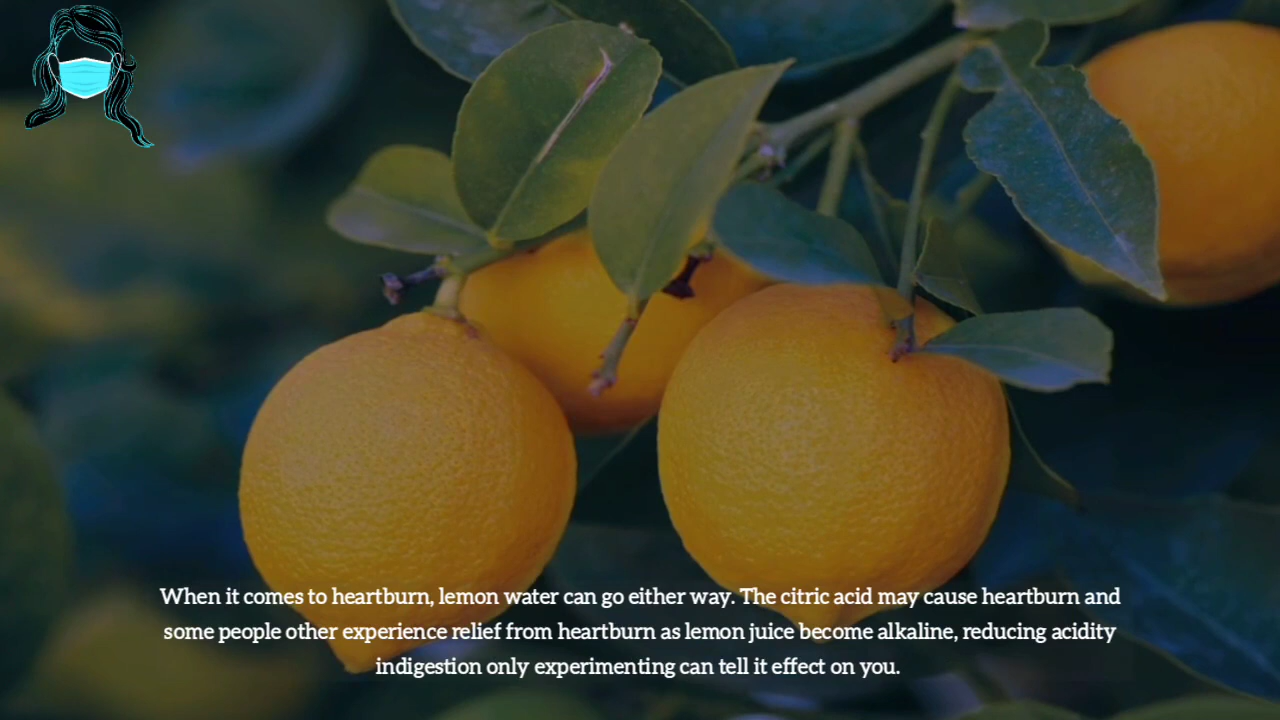 When it comes to heartburn, lemon water can go either way. The citric acid may cause heartburn and
some people other experience relief from heartburn as lemon juice become alkaline, reducing acidity
indigestion only experimenting can tell it effect on you.